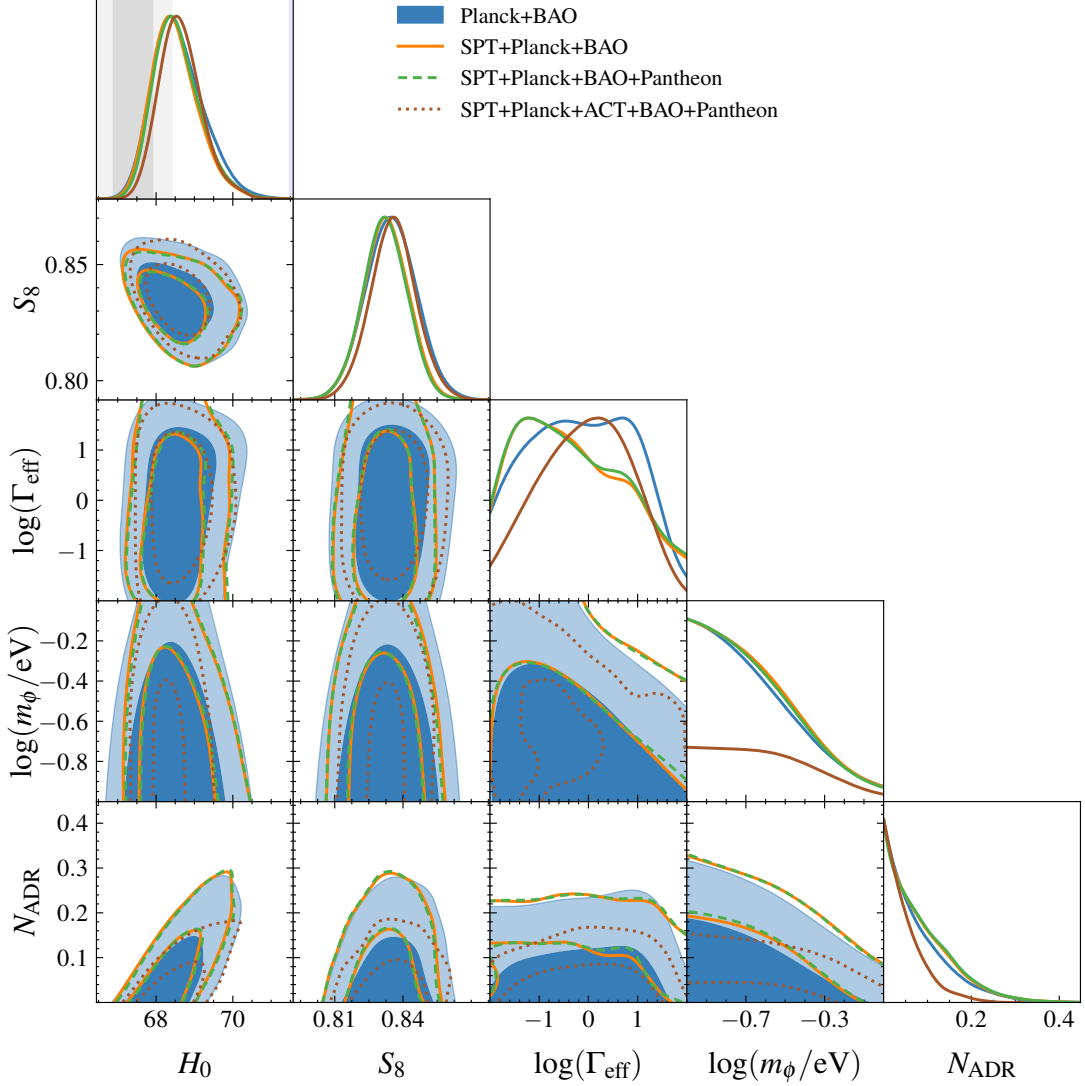 Planck+BAO
SPT+Planck+BAO
SPT+Planck+BAO+Pantheon
SPT+Planck+ACT+BAO+Pantheon
0.85
0.80
S₈
1
0
−1
log(Γeff)
−0.2
−0.4
−0.6
−0.8
log(mϕ/eV)
0.4
0.3
0.2
0.1
N_ADR
68 70
0.81 0.84
−1 0 1
−0.7 −0.3
0.2 0.4
H₀
S₈
log(Γeff)
log(mϕ/eV)
N_ADR